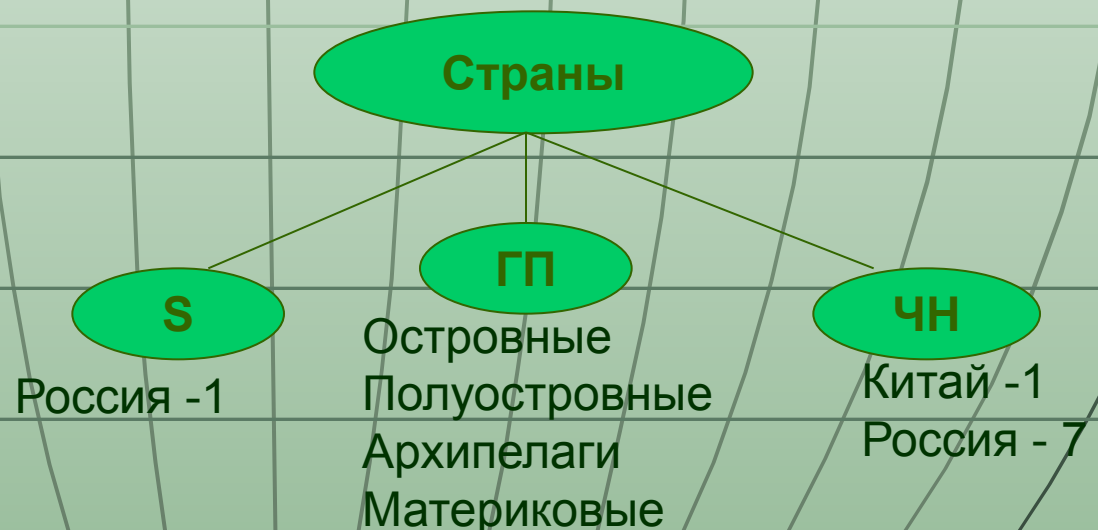 Страны
S
ГП
ЧН
Россия -1
Островные
Полуостровные
Архипелаги
Материковые
Китай -1
Россия - 7